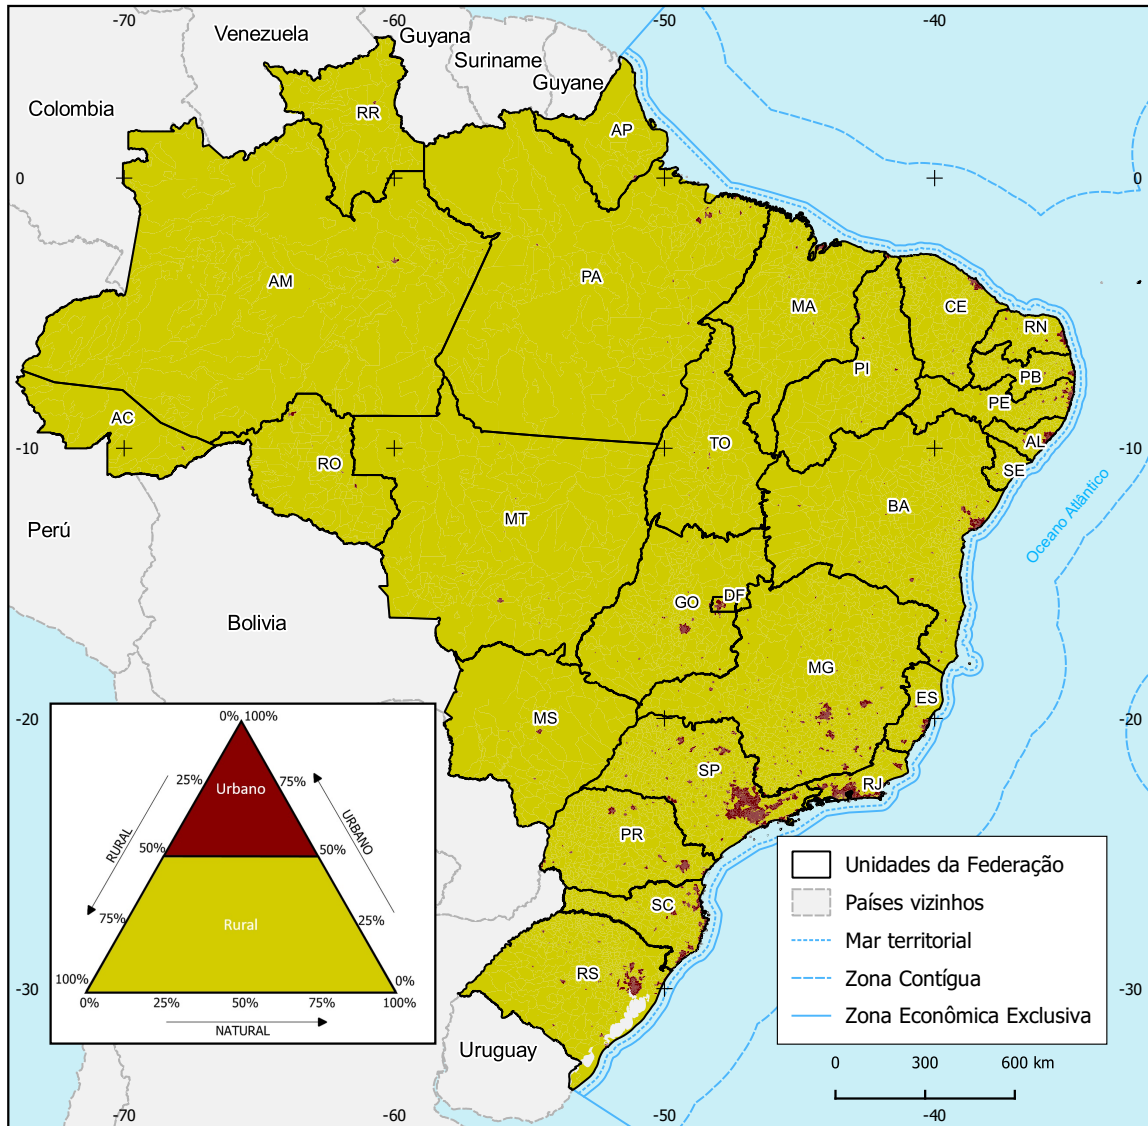 -70
-60
-50
-40
Venezuela
Guyana
Suriname
Guyane
Colombia
RR
AP
0
0
AM
PA
MA
CE
RN
PI
PB
PE
AC
AL
-10
-10
RO
TO
SE
MT
BA
Oceano Atlântico
Perú
GO
DF
Bolivia
MG
ES
MS
-20
-20
SP
RJ
PR
SC
RS
-30
-30
Uruguay
0% 100%
25%
75%
Urbano
RURAL
URBANO
50%
50%
75%
Rural
25%
100%
0%
0%
25%
50%
75%
100%
NATURAL
Unidades da Federação
Países vizinhos
Mar territorial
Zona Contígua
Zona Econômica Exclusiva
0 300 600 km
-70
-60
-50
-40